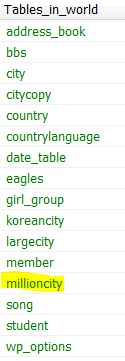 Tables_in_world
address_book
bbs
city
citycopy
country
countrylanguage
date_table
eagles
girl_group
koreancity
largecity
member
millioncity
song
student
wp_options